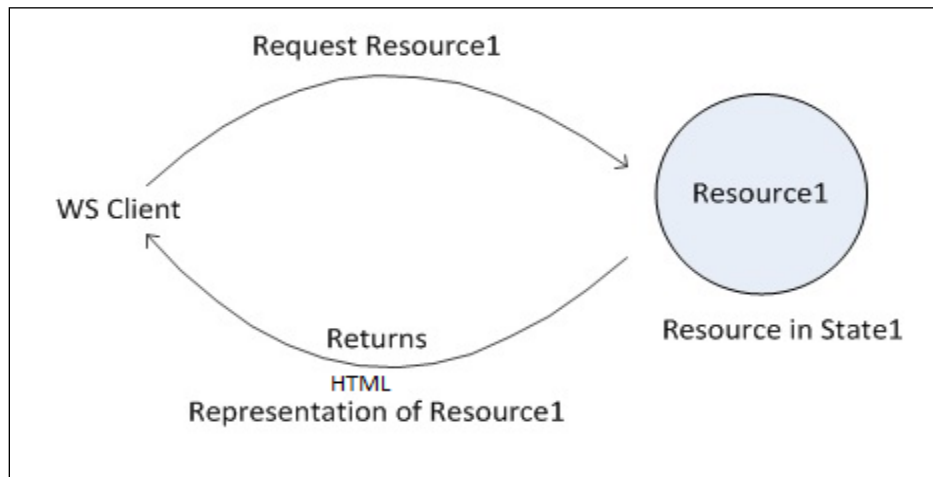 Request Resource1
WS Client
Resource1
Resource in State1
Returns
HTML
Representation of Resource1